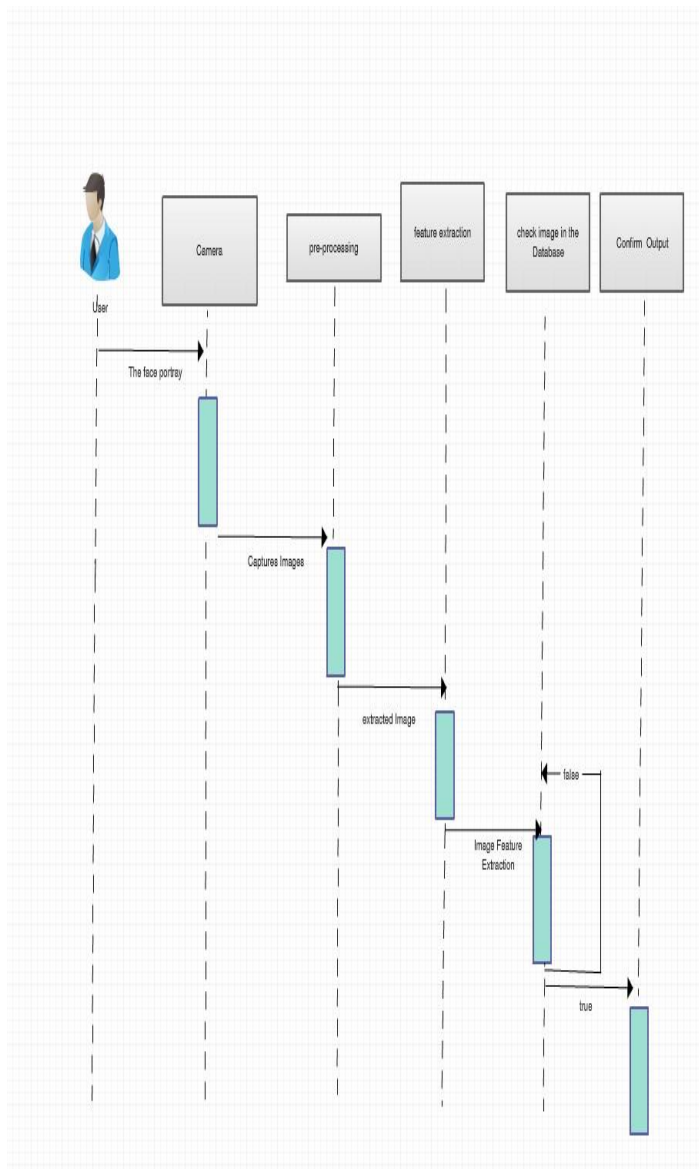 User
Camera
pre-processing
feature extraction
check image in the
Database
Confirm Output
The face portray
Captures Images
extracted Image
false
Image Feature
Extraction
true